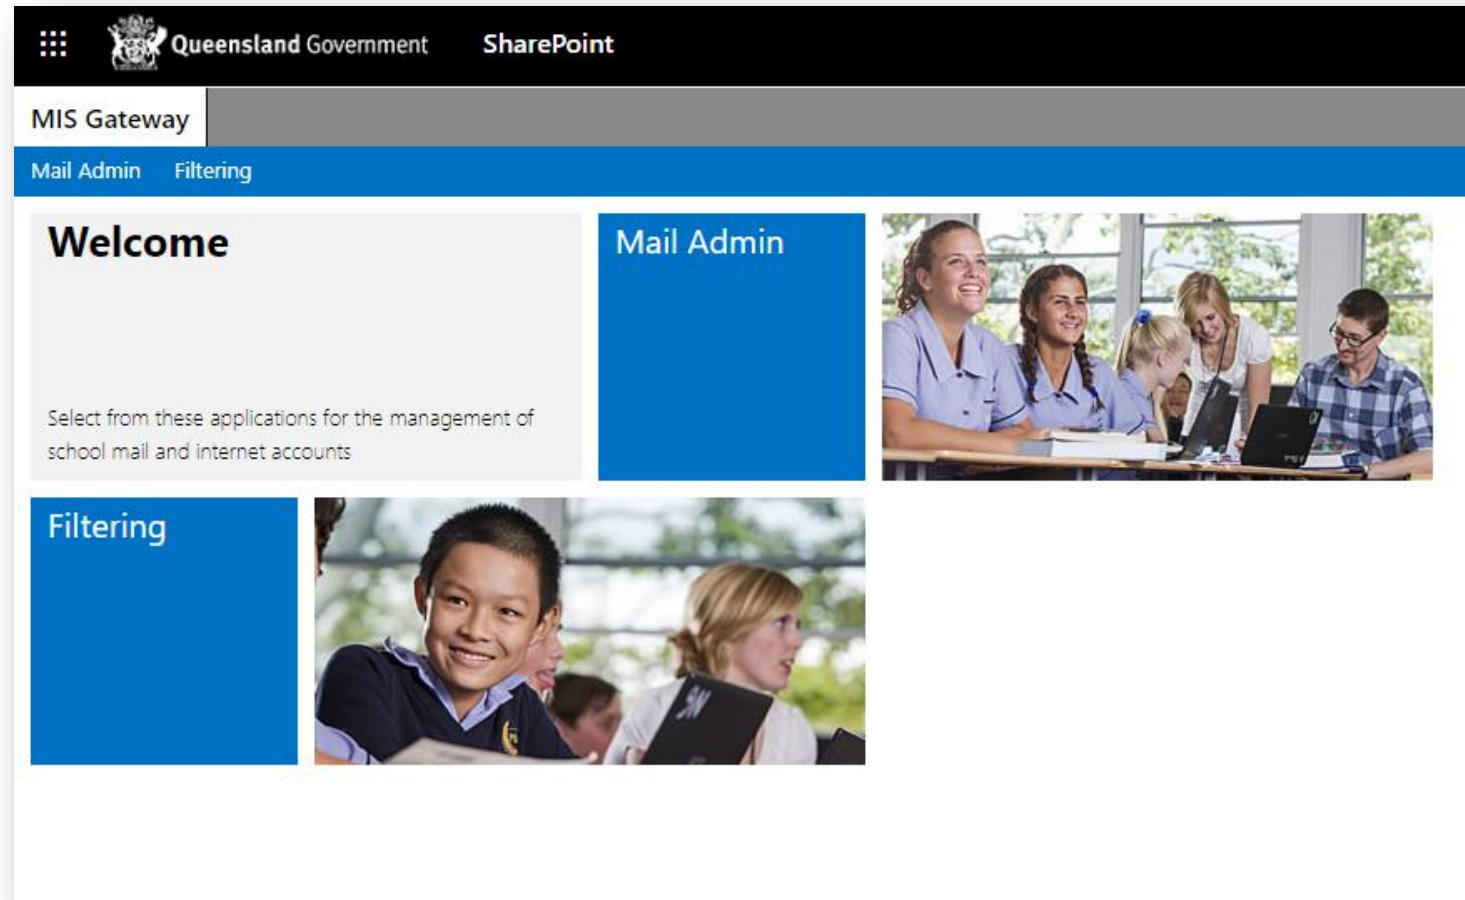 Queensland Government SharePoint
MIS Gateway
Mail Admin Filtering
Welcome
Select from these applications for the management of
school mail and internet accounts
Mail Admin
Filtering